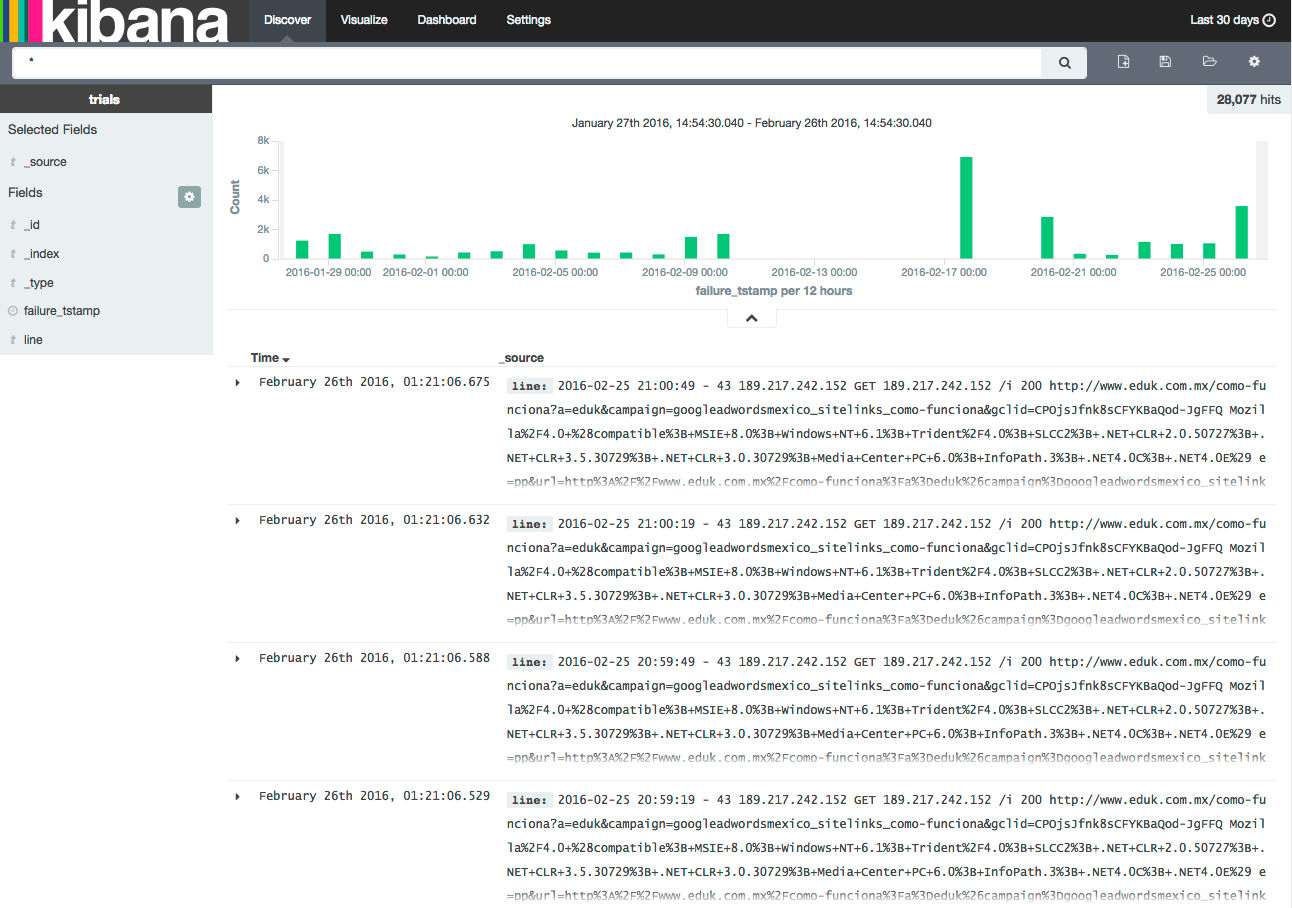 kibana
Discover
Visualize
Dashboard
Settings
Last 30 days
*
trials
28,077 hits
Selected Fields
t _source
Fields
t _id
t _index
t _type
failure_tstamp
t line
January 27th 2016, 14:54:30.040 - February 26th 2016, 14:54:30.040
Count
8k
6k
4k
2k
0
2016-01-29 00:00
2016-02-01 00:00
2016-02-05 00:00
2016-02-09 00:00
2016-02-13 00:00
2016-02-17 00:00
2016-02-21 00:00
2016-02-25 00:00
failure_tstamp per 12 hours
Time
_source
February 26th 2016, 01:21:06.675
line: 2016-02-25 21:00:49 - 43 189.217.242.152 GET 189.217.242.152 /i 200 http://www.eduk.com.mx/como-fu
nciona?a=eduk&campaign=googleadwordsmexico_sitelinks_como-funciona&gclid=CPOjsJfnk8sCFYKBaQod-JgFFQ Mozil
la%2F4.0+%28compatible%3B+MSIE+8.0%3B+Windows+NT+6.1%3B+Trident%2F4.0%3B+SLCC2%3B+.NET+CLR+2.0.50727%3B+.
NET+CLR+3.5.30729%3B+.NET+CLR+3.0.30729%3B+Media+Center+PC+6.0%3B+InfoPath.3%3B+.NET4.0C%3B+.NET4.0E%29 e
=pp&url=http%3A%2F%2Fwww.eduk.com.mx%2Fcomo-funciona%3Fa%3Deduk%26campaign%3Dgoogleadwordsmexico_sitelink
February 26th 2016, 01:21:06.632
line: 2016-02-25 21:00:19 - 43 189.217.242.152 GET 189.217.242.152 /i 200 http://www.eduk.com.mx/como-fu
nciona?a=eduk&campaign=googleadwordsmexico_sitelinks_como-funciona&gclid=CPOjsJfnk8sCFYKBaQod-JgFFQ Mozil
la%2F4.0+%28compatible%3B+MSIE+8.0%3B+Windows+NT+6.1%3B+Trident%2F4.0%3B+SLCC2%3B+.NET+CLR+2.0.50727%3B+.
NET+CLR+3.5.30729%3B+.NET+CLR+3.0.30729%3B+Media+Center+PC+6.0%3B+InfoPath.3%3B+.NET4.0C%3B+.NET4.0E%29 e
=pp&url=http%3A%2F%2Fwww.eduk.com.mx%2Fcomo-funciona%3Fa%3Deduk%26campaign%3Dgoogleadwordsmexico_sitelink
February 26th 2016, 01:21:06.588
line: 2016-02-25 20:59:49 - 43 189.217.242.152 GET 189.217.242.152 /i 200 http://www.eduk.com.mx/como-fu
nciona?a=eduk&campaign=googleadwordsmexico_sitelinks_como-funciona&gclid=CPOjsJfnk8sCFYKBaQod-JgFFQ Mozil
la%2F4.0+%28compatible%3B+MSIE+8.0%3B+Windows+NT+6.1%3B+Trident%2F4.0%3B+SLCC2%3B+.NET+CLR+2.0.50727%3B+.
NET+CLR+3.5.30729%3B+.NET+CLR+3.0.30729%3B+Media+Center+PC+6.0%3B+InfoPath.3%3B+.NET4.0C%3B+.NET4.0E%29 e
=pp&url=http%3A%2F%2Fwww.eduk.com.mx%2Fcomo-funciona%3Fa%3Deduk%26campaign%3Dgoogleadwordsmexico_sitelink
February 26th 2016, 01:21:06.529
line: 2016-02-25 20:59:19 - 43 189.217.242.152 GET 189.217.242.152 /i 200 http://www.eduk.com.mx/como-fu
nciona?a=eduk&campaign=googleadwordsmexico_sitelinks_como-funciona&gclid=CPOjsJfnk8sCFYKBaQod-JgFFQ Mozil
la%2F4.0+%28compatible%3B+MSIE+8.0%3B+Windows+NT+6.1%3B+Trident%2F4.0%3B+SLCC2%3B+.NET+CLR+2.0.50727%3B+.
NET+CLR+3.5.30729%3B+.NET+CLR+3.0.30729%3B+Media+Center+PC+6.0%3B+InfoPath.3%3B+.NET4.0C%3B+.NET4.0E%29 e
=pp&url=http%3A%2F%2Fwww.eduk.com.mx%2Fcomo-funciona%3Fa%3Deduk%26campaign%3Dgoogleadwordsmexico_sitelink